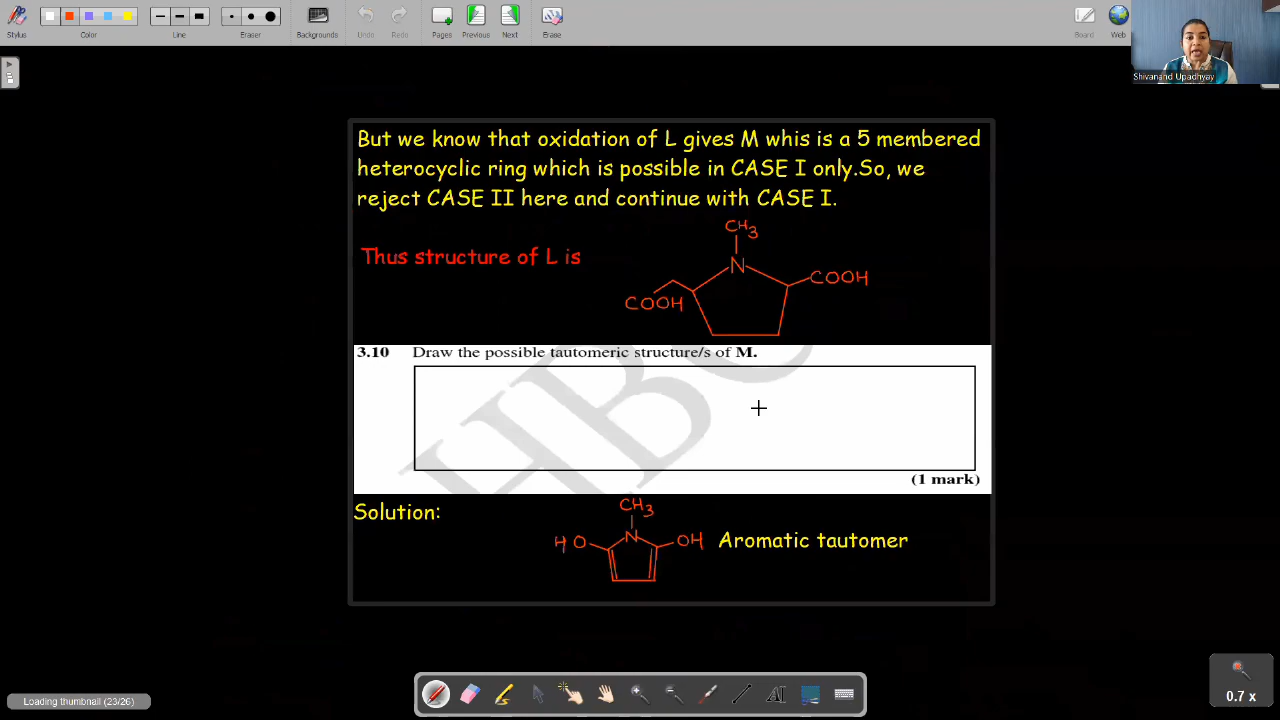 Stylus
Color
Line
Eraser
Backgrounds
Undo
Redo
Pages
Previous
Next
Erase
Board
Web
Shivanand Upadhyay
But we know that oxidation of L gives M whis is a 5 membered
heterocyclic ring which is possible in CASE I only.So, we
reject CASE II here and continue with CASE I.
Thus structure of L is
CH3
N
COOH
COOH
3.10 Draw the possible tautomeric structure/s of M.
HBC
(1 mark)
Solution:
CH3
HO
N
OH
Aromatic tautomer
Loading thumbnail (23/26)
0.7 x